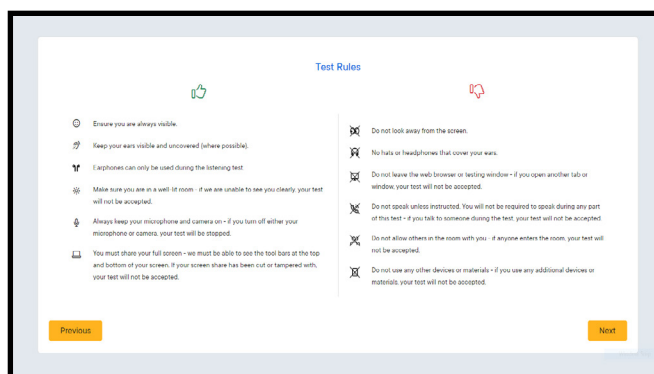 Test Rules
Ensure you are always visible.
Keep your ears visible and uncovered (where possible).
Earphones can only be used during the listening test
Make sure you are in a well-lit room - if we are unable to see you clearly, your test
will not be accepted.
Always keep your microphone and camera on - if you turn off either your
microphone or camera, your test will be stopped.
You must share your full screen - we must be able to see the tool bars at the top
and bottom of your screen. If your screen share has been cut or tampered with,
your test will not be accepted.
Do not look away from the screen.
No hats or headphones that cover your ears.
Do not leave the web browser or testing window - if you open another tab or
window, your test will not be accepted.
Do not speak unless instructed. You will not be required to speak during any part
of this test - if you talk to someone during the test, your test will not be accepted
Do not allow others in the room with you - if anyone enters the room, your test will
not be accepted.
Do not use any other devices or materials - if you use any additional devices or
materials, your test will not be accepted.
Previous
Next